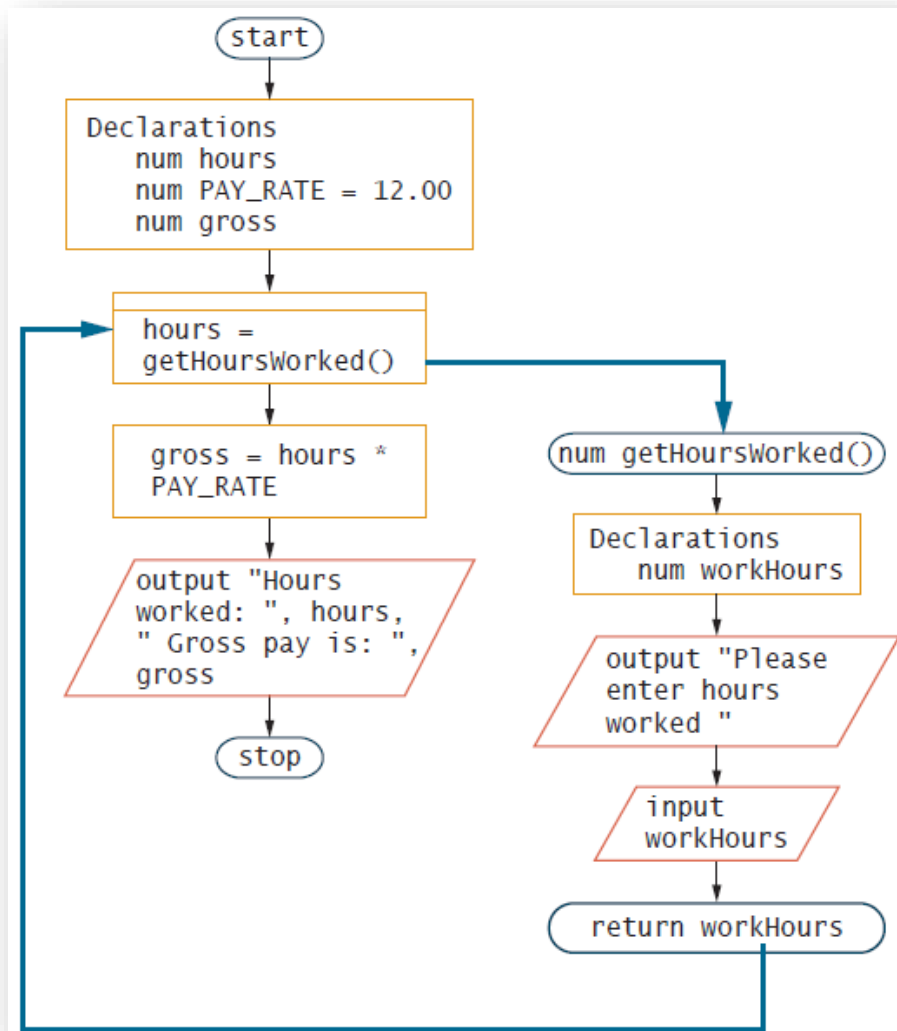 start
Declarations
num hours
num PAY_RATE = 12.00
num gross
hours =
getHoursWorked()
gross = hours *
PAY_RATE
output "Hours
worked: ", hours,
" Gross pay is: ",
gross
stop
num getHoursWorked()
Declarations
num workHours
output "Please
enter hours
worked "
input
workHours
return workHours